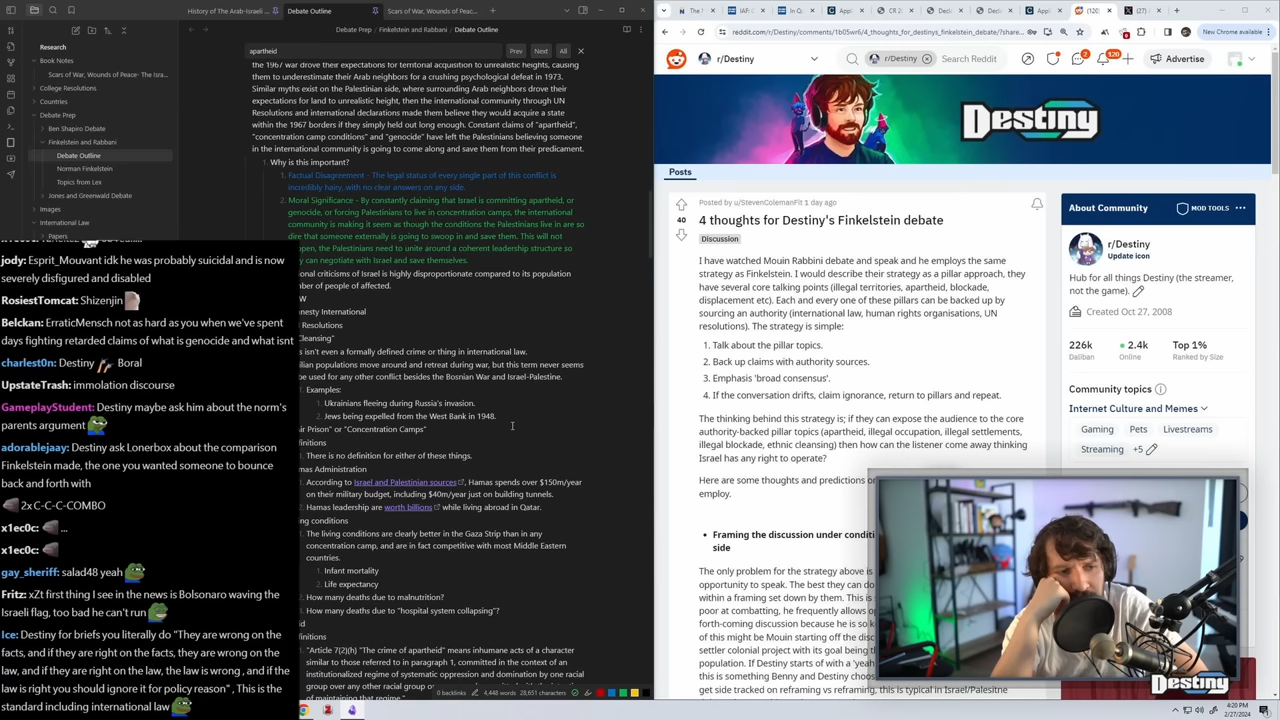 History of The Arab-Israeli
Debate Outline
Scars of War, Wounds of Peac...
Debate Prep / Finkelstein and Rabbani / Debate Outline
Research
Book Notes
Scars of War, Wounds of Peace- The Isra...
College Resolutions
Countries
Debate Prep
Ben Shapiro Debate
Finkelstein and Rabbani
Debate Outline
Norman Finkelstein
Topics from Lex
Jones and Greenwald Debate
Images
International Law
Papers
apartheid
Prev
Next
All
the 1967 war drove their expectations for territorial acquisition to unrealistic heights, causing
them to underestimate their Arab neighbors for a crushing psychological defeat in 1973.
Similar myths exist on the Palestinian side, where surrounding Arab neighbors drove their
expectations for land to unrealistic height, then the international community through UN
Resolutions and international declarations made them believe they would acquire a state
within the 1967 borders if they simply held out long enough. Constant claims of "apartheid",
"concentration camp conditions" and "genocide" have left the Palestinians believing someone
in the international community is going to come along and save them from their predicament.
1. Why is this important?
1. Factual Disagreement - The legal status of every single part of this conflict is
incredibly hairy, with no clear answers on any side.
2. Moral Significance - By constantly claiming that Israel is committing apartheid, or
genocide, or forcing Palestinians to live in concentration camps, the international
community is making it seem as though the conditions the Palestinians live in are so
dire that someone externally is going to swoop in and save them. This will not
open, the Palestinians need to unite around a coherent leadership structure so
y can negotiate with Israel and save themselves.
ional criticisms of Israel is highly disproportionate compared to its population
mber of people of affected.
W
nesty International
Resolutions
Cleansing"
s isn't even a formally defined crime or thing in international law.
ilian populations move around and retreat during war, but this term never seems
be used for any other conflict besides the Bosnian War and Israel-Palestine.
Examples:
1. Ukrainians fleeing during Russia's invasion.
2. Jews being expelled from the West Bank in 1948.
ir Prison" or "Concentration Camps"
finitions
1. There is no definition for either of these things.
mas Administration
1. According to Israel and Palestinian sources, Hamas spends over $150m/year
on their military budget, including $40m/year just on building tunnels.
2. Hamas leadership are worth billions while living abroad in Qatar.
ng conditions
The living conditions are clearly better in the Gaza Strip than in any
concentration camp, and are in fact competitive with most Middle Eastern
countries.
1. Infant mortality
2. Life expectancy
2. How many deaths due to malnutrition?
3. How many deaths due to "hospital system collapsing"?
id
finitions
1. "Article 7(2)(h) "The crime of apartheid" means inhumane acts of a character
similar to those referred to in paragraph 1, committed in the context of an
institutionalized regime of systematic oppression and domination by one racial
group over any other racial group or
of maintaining that regime."
0 backlinks
4,448 words
28,651 characters
jody: Esprit_Mouvant idk he was probably suicidal and is now
severely disfigured and disabled
RosiestTomcat: Shizenjin
Belckan: ErraticMensch not as hard as you when we've spent
days fighting retarded claims of what is genocide and what isnt
charlest0n: Destiny Boral
UpstateTrash: immolation discourse
GameplayStudent: Destiny maybe ask him about the norm's
parents argument
adorablejay: Destiny ask Lonerbox about the comparison
Finkelstein made, the one you wanted someone to bounce
back and forth with
2x C-C-C-COMBO
x1ec0c: ...
x1ec0c:
gay_sheriff: salad48 yeah
Fritz: xZt first thing I see in the news is Bolsonaro waving the
Israeli flag, too bad he can't run
Ice: Destiny for briefs you literally do "They are wrong on the
facts, and if they are right on the facts, they are wrong on the
law, and if they are right on the law, the law is wrong , and if the
law is right you should ignore it for policy reason" , This is the
standard including international law
reddit.com/r/Destiny/comments/1b05wr6/4_thoughts_for_destinys_finkelstein_debate/?share...
New Chrome available
r/Destiny
r/Destiny
Search Reddit
2
120
Advertise
Destiny
Posts
Posted by u/StevenColemanFit 1 day ago
40
4 thoughts for Destiny's Finkelstein debate
Discussion
I have watched Mouin Rabbini debate and speak and he employs the same
strategy as Finkelstein. I would describe their strategy as a pillar approach, they
have several core talking points (illegal territories, apartheid, blockade,
displacement etc). Each and every one of these pillars can be backed up by
sourcing an authority (international law, human rights organisations, UN
resolutions). The strategy is simple:
1. Talk about the pillar topics.
2. Back up claims with authority sources.
3. Emphasis 'broad consensus'.
4. If the conversation drifts, claim ignorance, return to pillars and repeat.
The thinking behind this strategy is; if they can expose the audience to the core
authority-backed pillar topics (apartheid, illegal occupation, illegal settlements,
illegal blockade, ethnic cleansing) then how can the listener come away thinking
Israel has any right to operate?
Here are some thoughts and predictions o
employ.
Framing the discussion under conditi
side
The only problem for the strategy above is
opportunity to speak. The best they can do
within a framing set down by them. This is
poor at combatting, he frequently allows o
forth-coming discussion because he is so k
of this might be Mouin starting off the disc
settler colonial project with its goal being th
population. If Destiny starts of with a 'yeah
is something Benny and Destiny choos
get side tracked on reframing vs reframing, this is typical in Israel/Palestine
About Community
MOD TOOLS
r/Destiny
Update icon
Hub for all things Destiny (the streamer,
not the game).
Created Oct 27, 2008
226k
Daliban
2.4k
Online
Top 1%
Ranked by Size
Community topics
Internet Culture and Memes
Gaming
Pets
Livestreams
Streaming
+5
Destiny
4:20 PM
2/27/2024